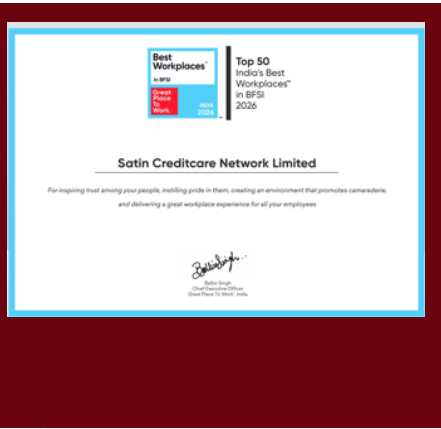 Best
Workplaces™
in BFSI
Great
Place
To
Work.
INDIA
2026
Top 50
India's Best
Workplaces™
in BFSI
2026
Satin Creditcare Network Limited
For inspiring trust among your people, instilling pride in them, creating an environment that promotes camaraderie,
and delivering a great workplace experience for all your employees
Balbir Singh
Chief Executive Officer
Great Place To Work®, India